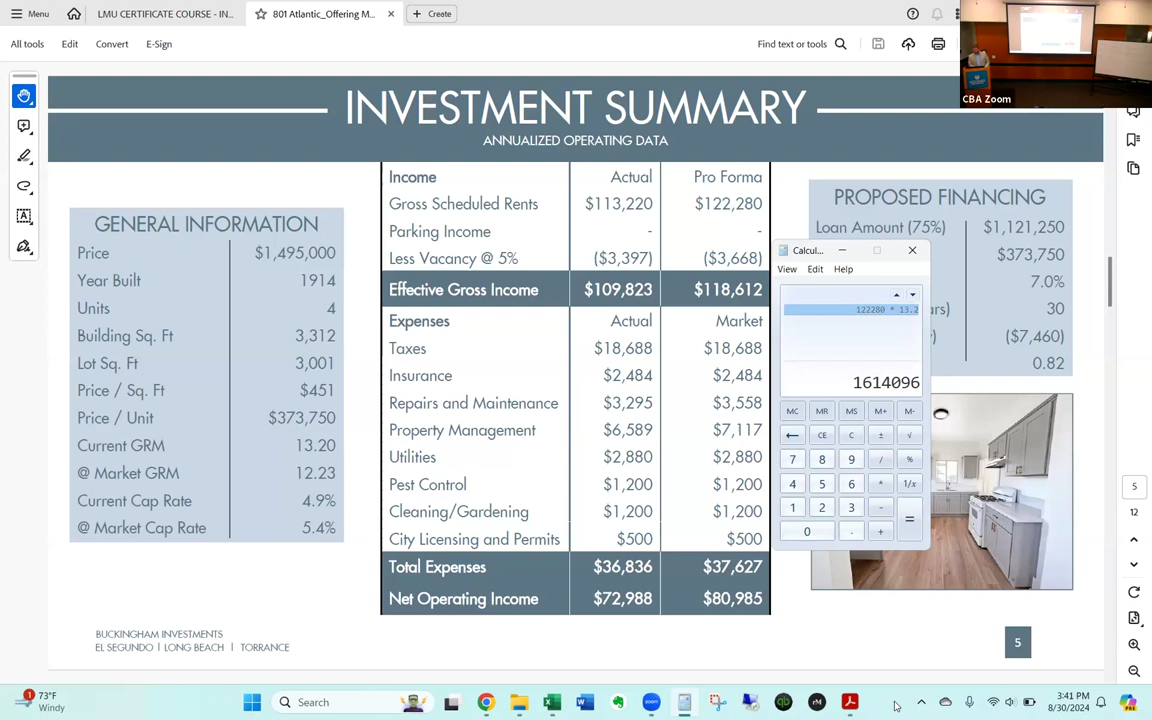 Menu
LMU CERTIFICATE COURSE - IN...
801 Atlantic_Offering M...
Create
All tools Edit Convert E-Sign
Find text or tools
CBA Zoom
INVESTMENT SUMMARY
ANNUALIZED OPERATING DATA
GENERAL INFORMATION
Price $1,495,000
Year Built 1914
Units 4
Building Sq. Ft 3,312
Lot Sq. Ft 3,001
Price / Sq. Ft $451
Price / Unit $373,750
Current GRM 13.20
@ Market GRM 12.23
Current Cap Rate 4.9%
@ Market Cap Rate 5.4%
Income Actual Pro Forma
Gross Scheduled Rents $113,220 $122,280
Parking Income - -
Less Vacancy @ 5% ($3,397) ($3,668)
Effective Gross Income $109,823 $118,612
Expenses Actual Market
Taxes $18,688 $18,688
Insurance $2,484 $2,484
Repairs and Maintenance $3,295 $3,558
Property Management $6,589 $7,117
Utilities $2,880 $2,880
Pest Control $1,200 $1,200
Cleaning/Gardening $1,200 $1,200
City Licensing and Permits $500 $500
Total Expenses $36,836 $37,627
Net Operating Income $72,988 $80,985
PROPOSED FINANCING
Loan Amount (75%) $1,121,250
$373,750
7.0%
ars) 30
) ($7,460)
0.82
Calcu...
View Edit Help
122280 * 13.2
1614096
MC MR MS M+ M-
← CE C ± √
7 8 9 / %
4 5 6 * 1/x
1 2 3 - =
0 . +
5
12
BUCKINGHAM INVESTMENTS
EL SEGUNDO | LONG BEACH | TORRANCE
5
1
73°F
Windy
Search
zoom
qb
rM
3:41 PM
8/30/2024
PRE